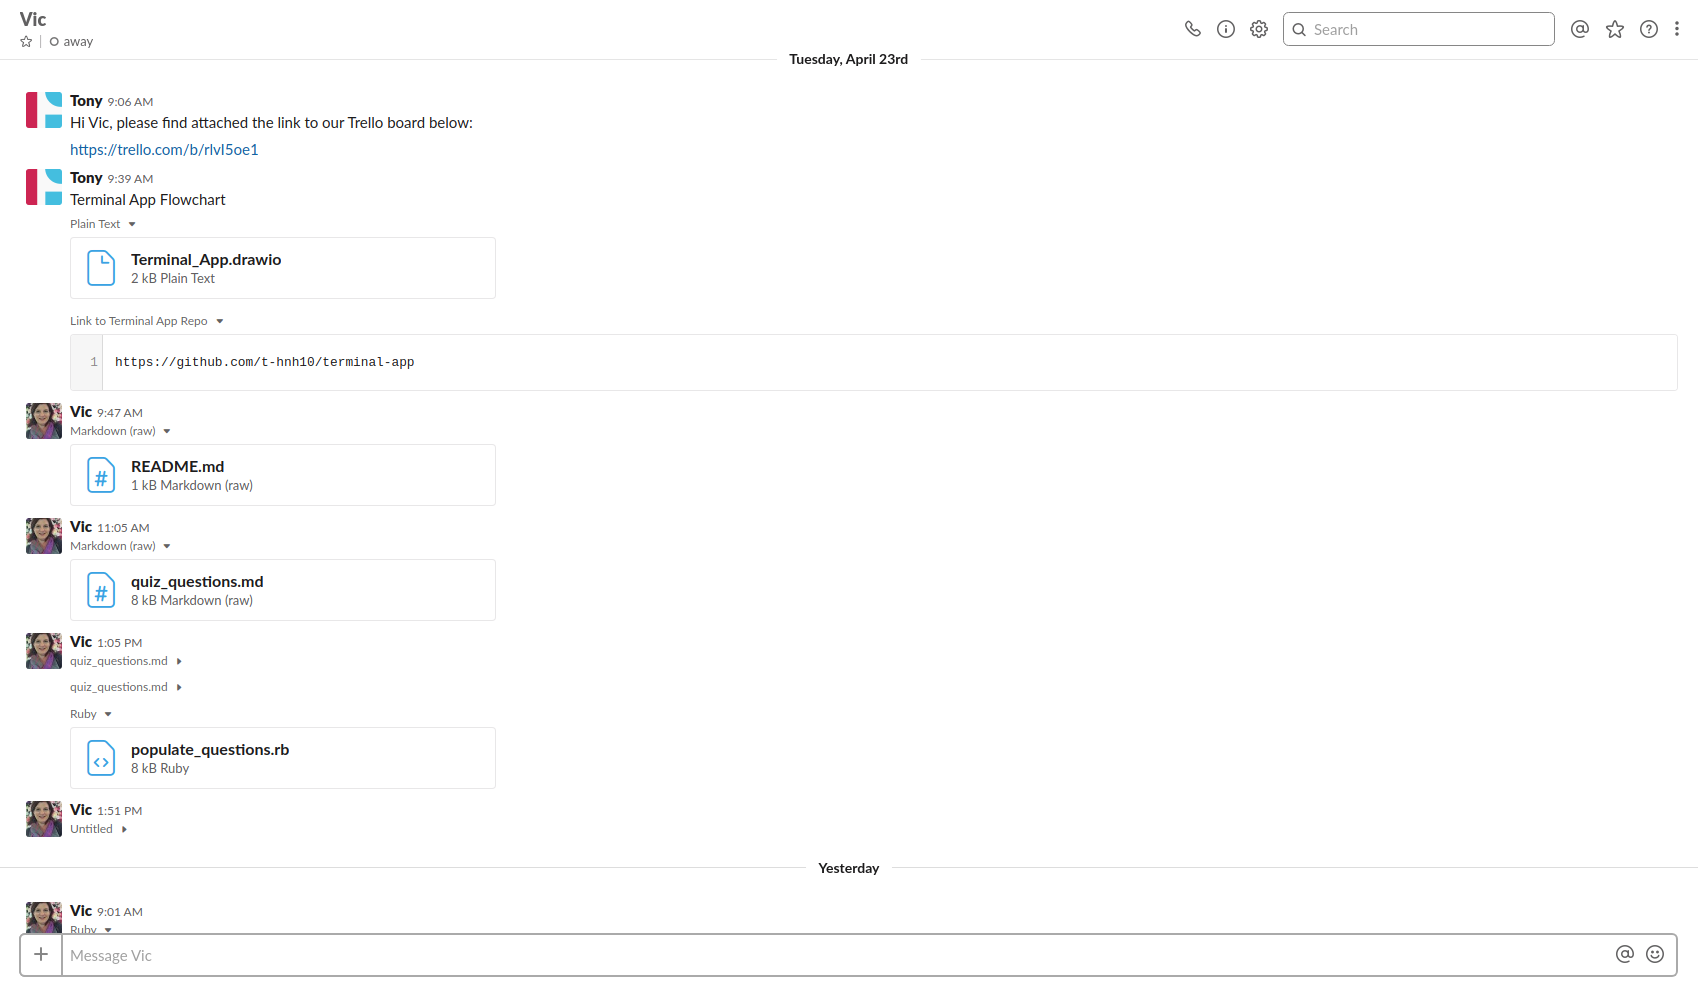 Vic
away
Search
Tuesday, April 23rd
Tony 9:06 AM
Hi Vic, please find attached the link to our Trello board below:
https://trello.com/b/rlvI5oe1
Tony 9:39 AM
Terminal App Flowchart
Plain Text
Terminal_App.drawio
2 kB Plain Text
Link to Terminal App Repo
1 https://github.com/t-hnh10/terminal-app
Vic 9:47 AM
Markdown (raw)
README.md
1 kB Markdown (raw)
Vic 11:05 AM
Markdown (raw)
quiz_questions.md
8 kB Markdown (raw)
Vic 1:05 PM
quiz_questions.md
quiz_questions.md
Ruby
populate_questions.rb
8 kB Ruby
Vic 1:51 PM
Untitled
Yesterday
Vic 9:01 AM
Ruby
Message Vic